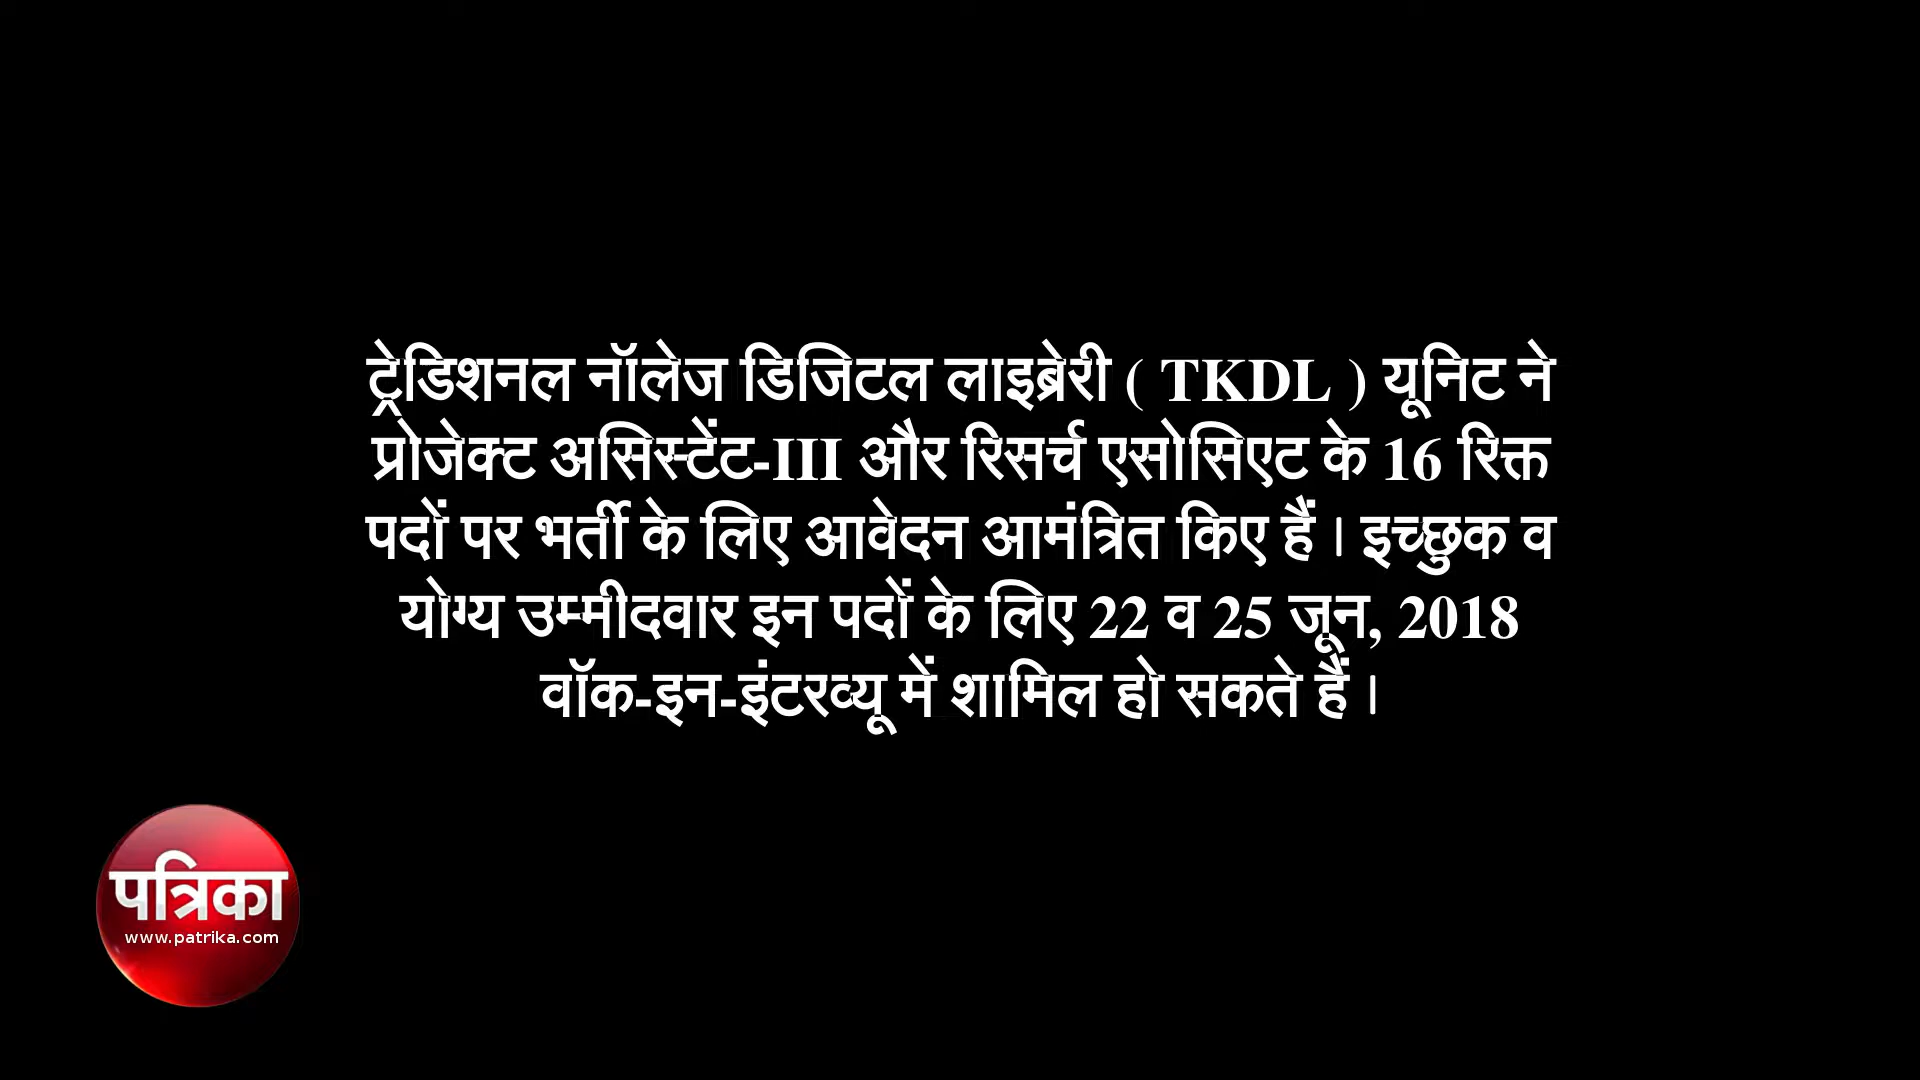 ट्रेडिशनल नॉलेज डिजिटल लाइब्रेरी ( TKDL ) यूनिट ने
प्रोजेक्ट असिस्टेंट-III और रिसर्च एसोसिएट के 16 रिक्त
पदों पर भर्ती के लिए आवेदन आमंत्रित किए हैं। इच्छुक व
योग्य उम्मीदवार इन पदों के लिए 22 व 25 जून, 2018
वॉक-इन-इंटरव्यू में शामिल हो सकते हैं।
पत्रिका
www.patrika.com